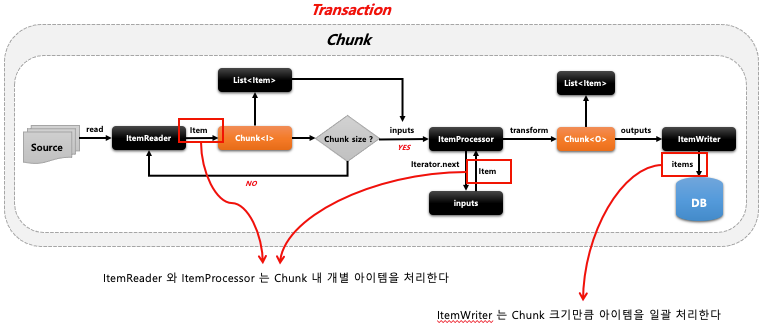 Transaction
Chunk
List<Item>
List<Item>
Source
read
ItemReader
Item
Chunk<I>
Chunk size ?
inputs
YES
ItemProcessor
transform
Chunk<O>
outputs
ItemWriter
NO
Iterator.next
Item
items
inputs
DB
ItemReader 와 ItemProcessor 는 Chunk 내 개별 아이템을 처리한다
ItemWriter 는 Chunk 크기만큼 아이템을 일괄 처리한다